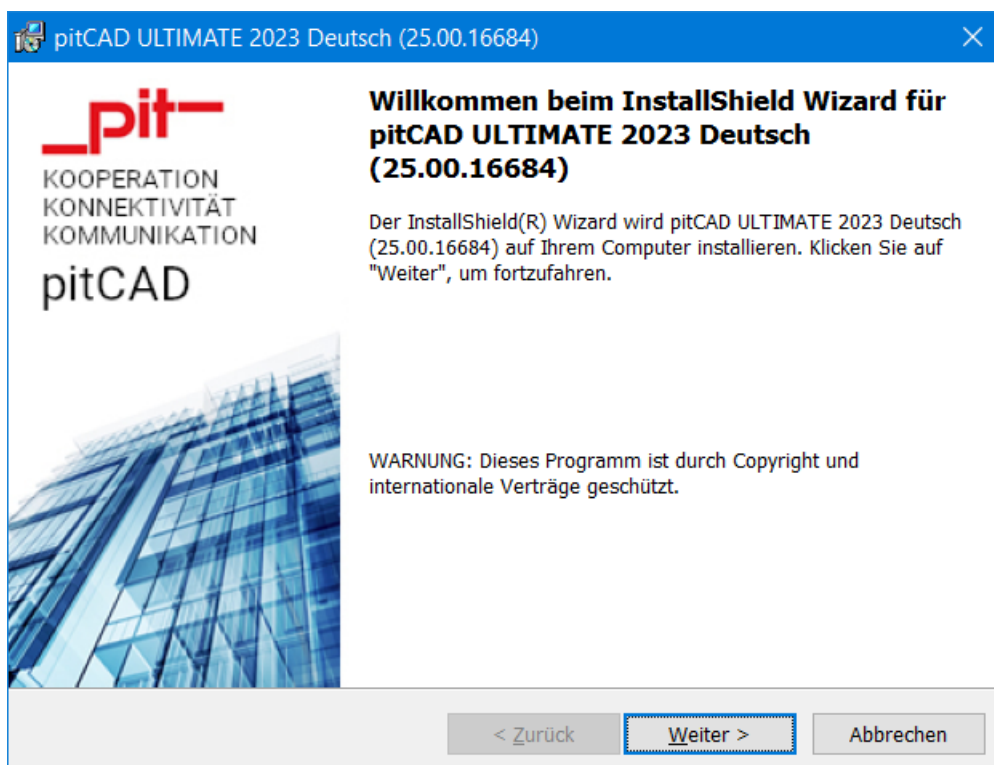 pitCAD ULTIMATE 2023 Deutsch (25.00.16684)
pit
KOOPERATION
KONNEKTIVITÄT
KOMMUNIKATION
pitCAD
Willkommen beim InstallShield Wizard für
pitCAD ULTIMATE 2023 Deutsch
(25.00.16684)
Der InstallShield(R) Wizard wird pitCAD ULTIMATE 2023 Deutsch
(25.00.16684) auf Ihrem Computer installieren. Klicken Sie auf
"Weiter", um fortzufahren.
WARNUNG: Dieses Programm ist durch Copyright und
internationale Verträge geschützt.
< Zurück
Weiter >
Abbrechen